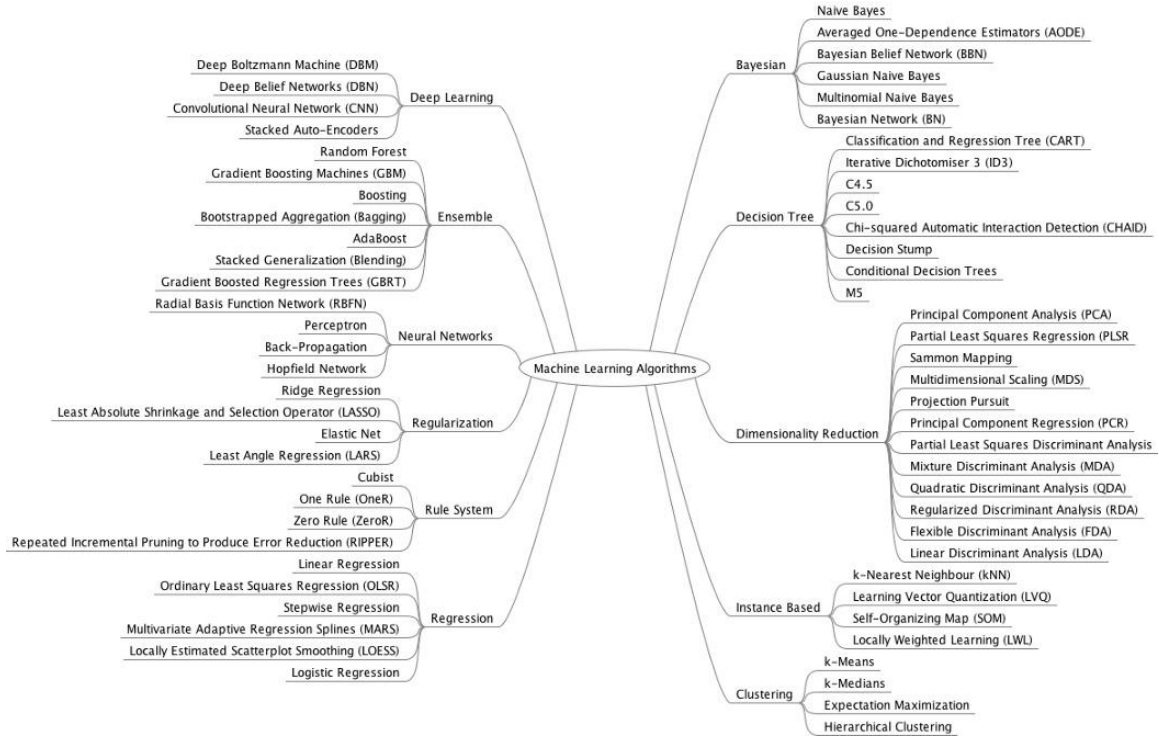 Machine Learning Algorithms
Deep Learning
Deep Boltzmann Machine (DBM)
Deep Belief Networks (DBN)
Convolutional Neural Network (CNN)
Stacked Auto-Encoders
Ensemble
Random Forest
Gradient Boosting Machines (GBM)
Boosting
Bootstrapped Aggregation (Bagging)
AdaBoost
Stacked Generalization (Blending)
Gradient Boosted Regression Trees (GBRT)
Neural Networks
Radial Basis Function Network (RBFN)
Perceptron
Back-Propagation
Hopfield Network
Regularization
Ridge Regression
Least Absolute Shrinkage and Selection Operator (LASSO)
Elastic Net
Least Angle Regression (LARS)
Rule System
Cubist
One Rule (OneR)
Zero Rule (ZeroR)
Repeated Incremental Pruning to Produce Error Reduction (RIPPER)
Regression
Linear Regression
Ordinary Least Squares Regression (OLSR)
Stepwise Regression
Multivariate Adaptive Regression Splines (MARS)
Locally Estimated Scatterplot Smoothing (LOESS)
Logistic Regression
Bayesian
Naive Bayes
Averaged One-Dependence Estimators (AODE)
Bayesian Belief Network (BBN)
Gaussian Naive Bayes
Multinomial Naive Bayes
Bayesian Network (BN)
Decision Tree
Classification and Regression Tree (CART)
Iterative Dichotomiser 3 (ID3)
C4.5
C5.0
Chi-squared Automatic Interaction Detection (CHAID)
Decision Stump
Conditional Decision Trees
M5
Dimensionality Reduction
Principal Component Analysis (PCA)
Partial Least Squares Regression (PLSR
Sammon Mapping
Multidimensional Scaling (MDS)
Projection Pursuit
Principal Component Regression (PCR)
Partial Least Squares Discriminant Analysis
Mixture Discriminant Analysis (MDA)
Quadratic Discriminant Analysis (QDA)
Regularized Discriminant Analysis (RDA)
Flexible Discriminant Analysis (FDA)
Linear Discriminant Analysis (LDA)
Instance Based
k-Nearest Neighbour (kNN)
Learning Vector Quantization (LVQ)
Self-Organizing Map (SOM)
Locally Weighted Learning (LWL)
Clustering
k-Means
k-Medians
Expectation Maximization
Hierarchical Clustering